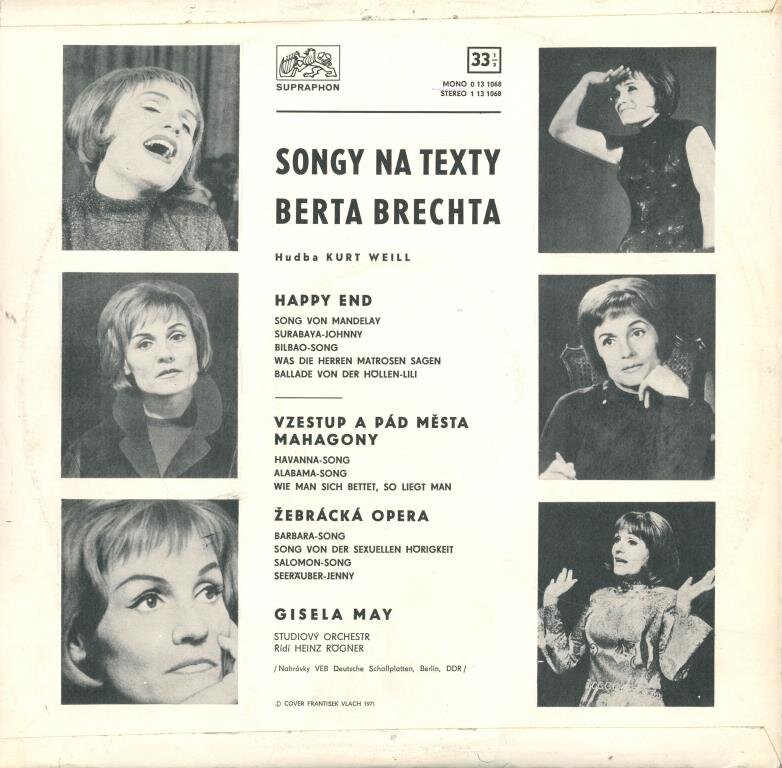 SUPRAPHON
33 1/3
MONO 0 13 1068
STEREO 1 13 1068
SONGY NA TEXTY
BERTA BRECHTA
Hudba KURT WEILL
HAPPY END
SONG VON MANDELAY
SURABAYA-JOHNNY
BILBAO-SONG
WAS DIE HERREN MATROSEN SAGEN
BALLADE VON DER HÖLLEN-LILI
VZESTUP A PÁD MĚSTA
MAHAGONY
HAVANNA-SONG
ALABAMA-SONG
WIE MAN SICH BETTET, SO LIEGT MAN
ŽEBRÁCKÁ OPERA
BARBARA-SONG
SONG VON DER SEXUELLEN HÖRIGKEIT
SALOMON-SONG
SEERÄUBER-JENNY
GISELA MAY
STUDIOVÝ ORCHESTR
Řídí HEINZ RÖGNER
/Nahrávky VEB Deutsche Schallplatten, Berlin, DDR/
℗ COVER FRANTISEK VLACH 1971